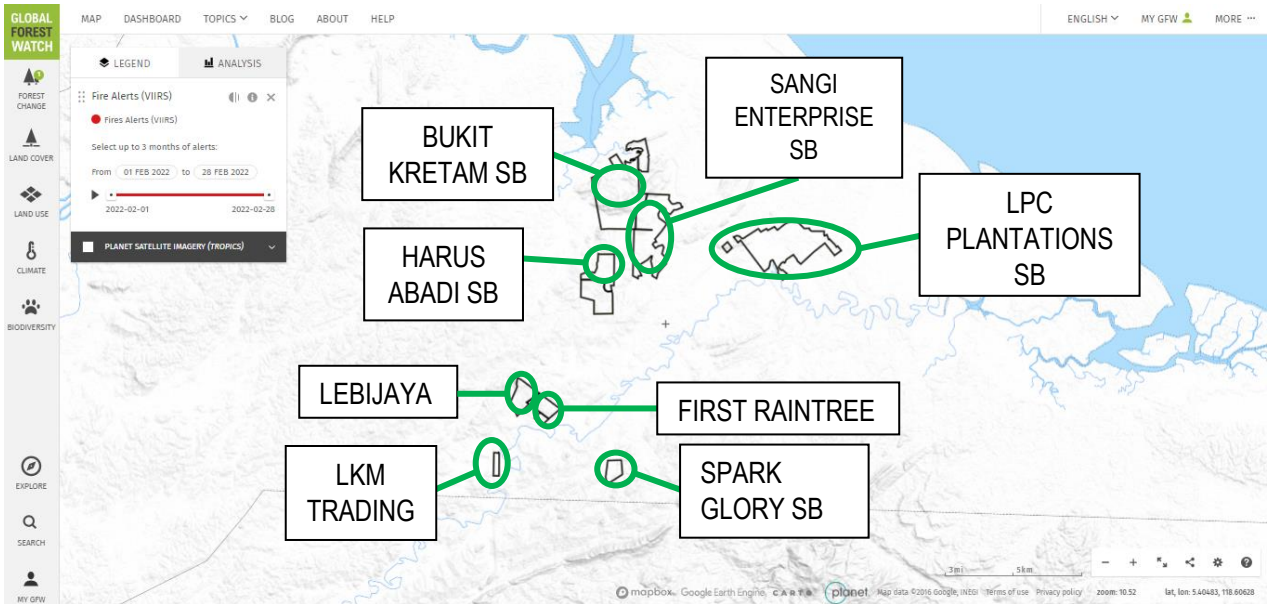 GLOBAL
FOREST
WATCH
MAP DASHBOARD TOPICS BLOG ABOUT HELP
ENGLISH MY GFW MORE
FOREST
CHANGE
1
LAND COVER
LAND USE
CLIMATE
BIODIVERSITY
EXPLORE
SEARCH
MY GFW
LEGEND ANALYSIS
Fire Alerts (VIIRS)
Fires Alerts (VIIRS)
Select up to 3 months of alerts:
From 01 FEB 2022 to 28 FEB 2022
2022-02-01 2022-02-28
PLANET SATELLITE IMAGERY (TROPICS)
BUKIT
KRETAM SB
SANGI
ENTERPRISE
SB
LPC
PLANTATIONS
SB
HARUS
ABADI SB
LEBIJAYA
FIRST RAINTREE
LKM
TRADING
SPARK
GLORY SB
3mi 5km
mapbox Google Earth Engine CARTO planet Map data ©2016 Google, INEGI Terms of use Privacy policy zoom: 10.52 lat, lon: 5.40483, 118.60628